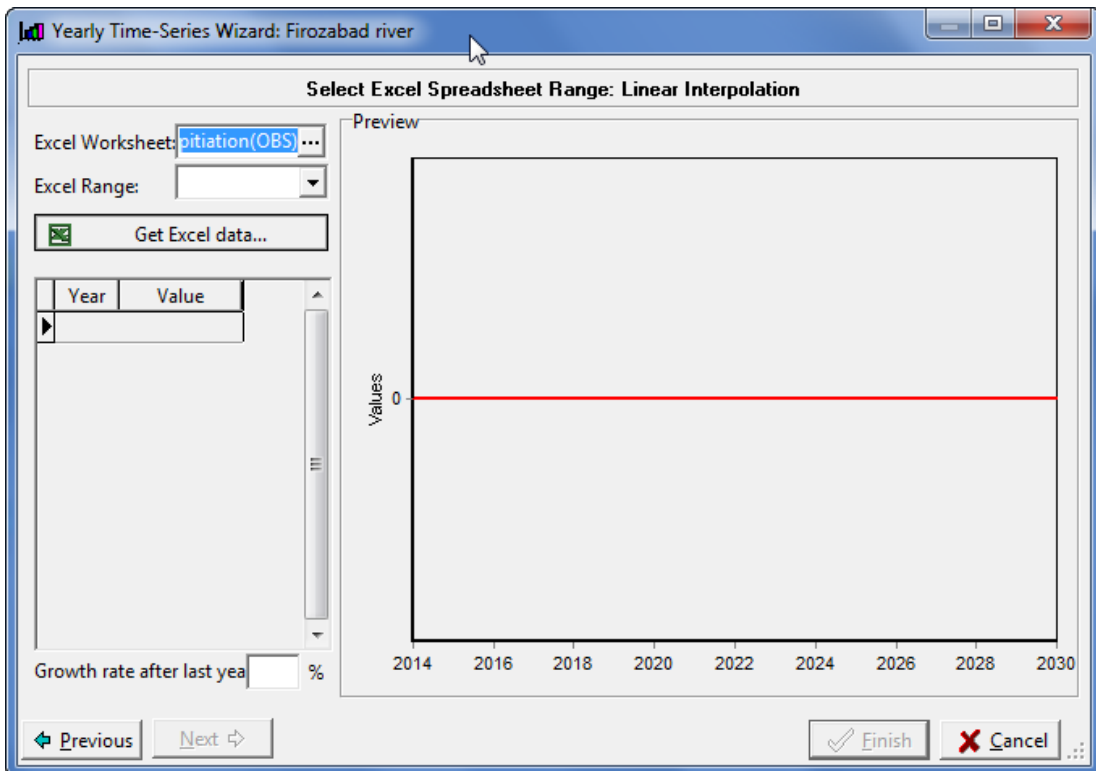 Yearly Time-Series Wizard: Firozabad river
Select Excel Spreadsheet Range: Linear Interpolation
Excel Worksheet: pitiation(OBS) ...
Excel Range:
Get Excel data...
Year Value
Growth rate after last yea %
Preview
Values
0
2014 2016 2018 2020 2022 2024 2026 2028 2030
Previous Next Finish Cancel